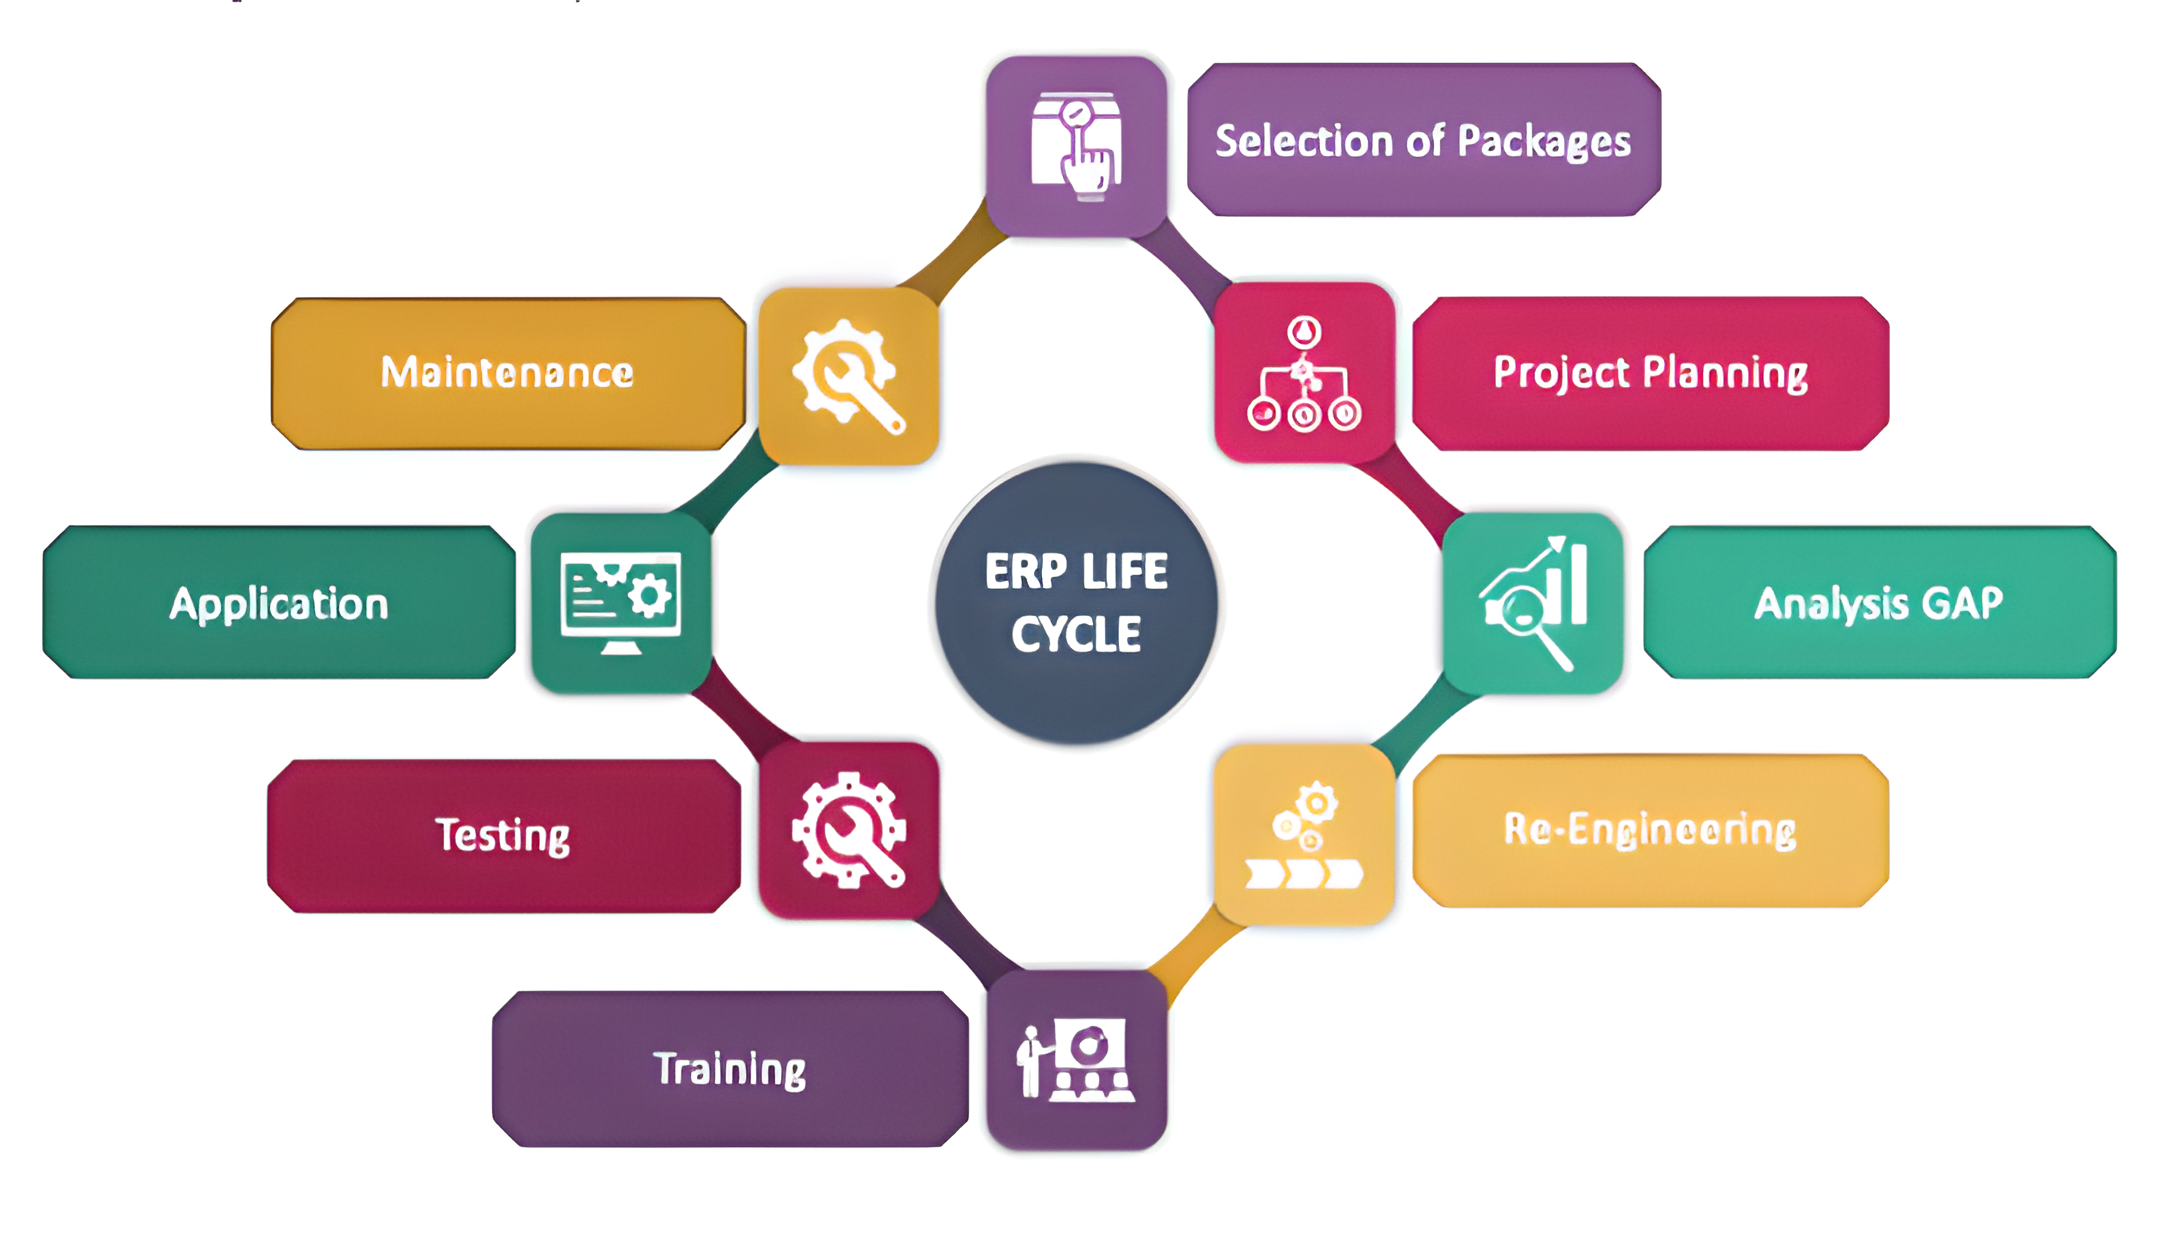 Selection of Packages
Project Planning
Analysis GAP
Re-Engineering
Training
Testing
Application
Maintenance
ERP LIFE
CYCLE